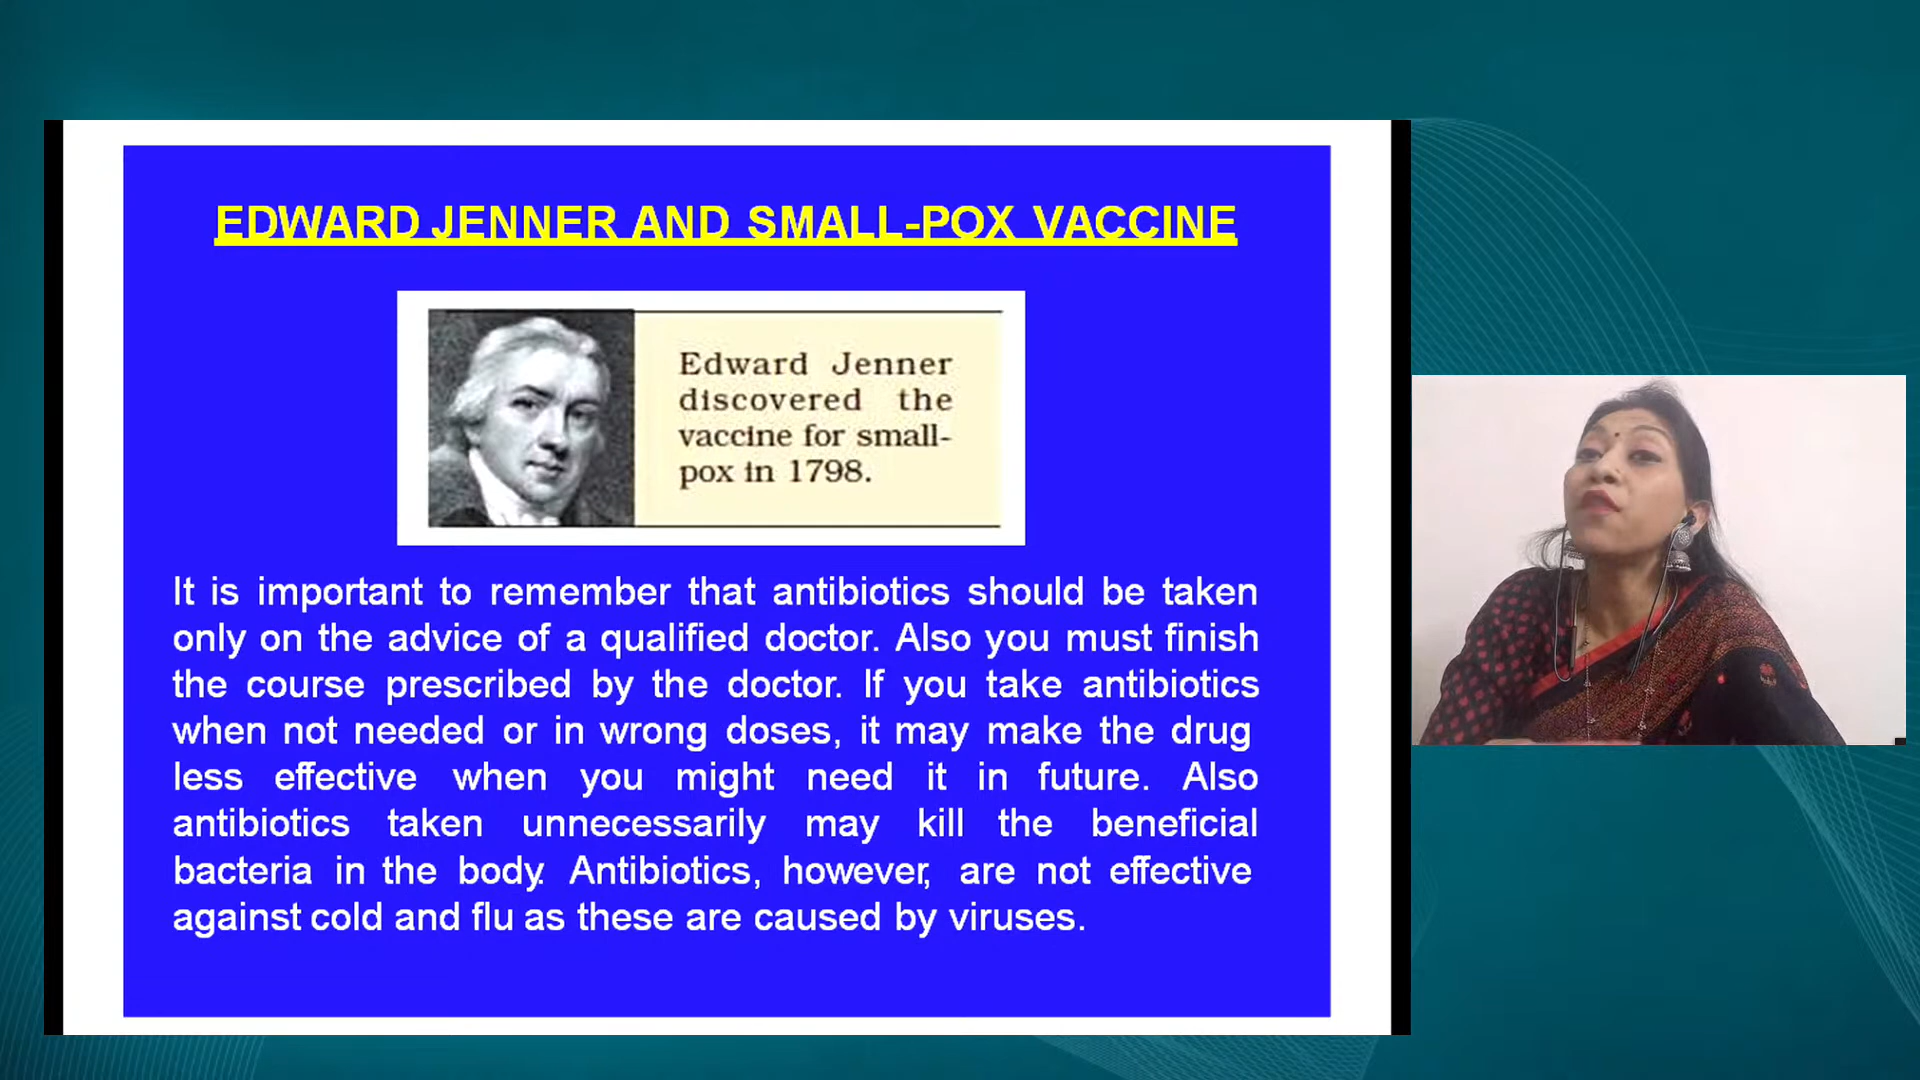 EDWARD JENNER AND SMALL-POX VACCINE
Edward Jenner
discovered the
vaccine for small-
pox in 1798.
It is important to remember that antibiotics should be taken
only on the advice of a qualified doctor. Also you must finish
the course prescribed by the doctor. If you take antibiotics
when not needed or in wrong doses, it may make the drug
less effective when you might need it in future. Also
antibiotics taken unnecessarily may kill the beneficial
bacteria in the body. Antibiotics, however, are not effective
against cold and flu as these are caused by viruses.